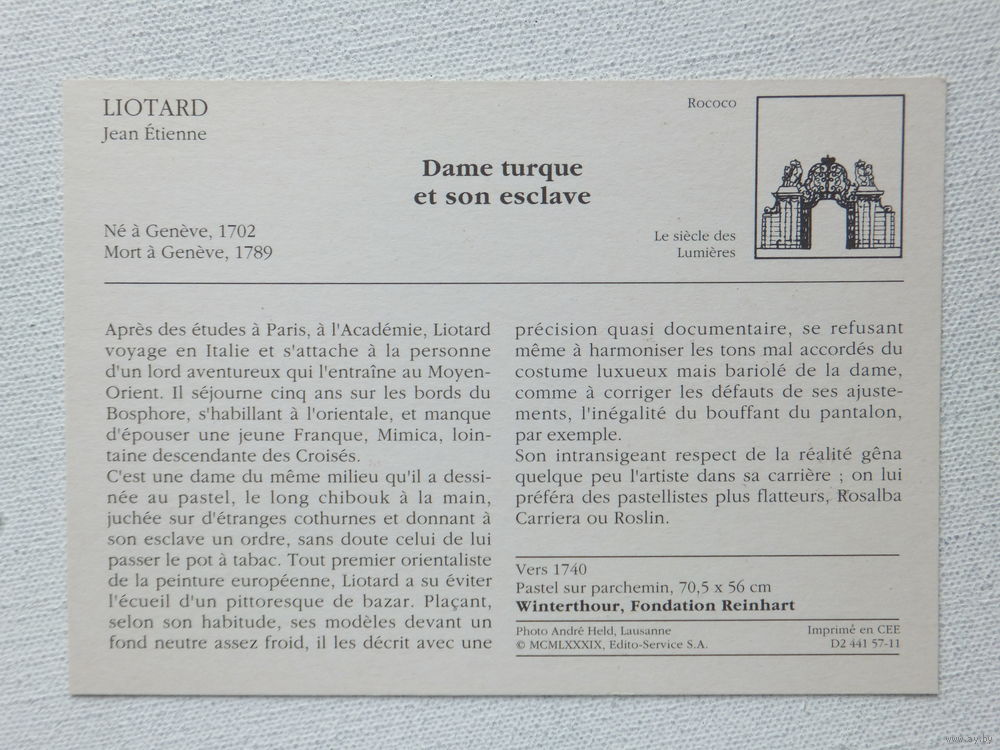 LIOTARD
Jean Étienne
Rococo
Dame turque
et son esclave
Né à Genève, 1702
Mort à Genève, 1789
Le siècle des
Lumières
Après des études à Paris, à l'Académie, Liotard
voyage en Italie et s'attache à la personne
d'un lord aventureux qui l'entraîne au Moyen-
Orient. Il séjourne cinq ans sur les bords du
Bosphore, s'habillant à l'orientale, et manque
d'épouser une jeune Franque, Mimica, loin-
taine descendante des Croisés.
C'est une dame du même milieu qu'il a dessi-
née au pastel, le long chibouk à la main,
juchée sur d'étranges cothurnes et donnant à
son esclave un ordre, sans doute celui de lui
passer le pot à tabac. Tout premier orientaliste
de la peinture européenne, Liotard a su éviter
l'écueil d'un pittoresque de bazar. Plaçant,
selon son habitude, ses modèles devant un
fond neutre assez froid, il les décrit avec une
précision quasi documentaire, se refusant
même à harmoniser les tons mal accordés du
costume luxueux mais bariolé de la dame,
comme à corriger les défauts de ses ajuste-
ments, l'inégalité du bouffant du pantalon,
par exemple.
Son intransigeant respect de la réalité gêna
quelque peu l'artiste dans sa carrière ; on lui
préféra des pastellistes plus flatteurs, Rosalba
Carriera ou Roslin.
Vers 1740
Pastel sur parchemin, 70,5 x 56 cm
Winterthour, Fondation Reinhart
Photo André Held, Lausanne
© MCMLXXXIX, Edito-Service S.A.
Imprimé en CEE
D2 441 57-11
www.ay.by